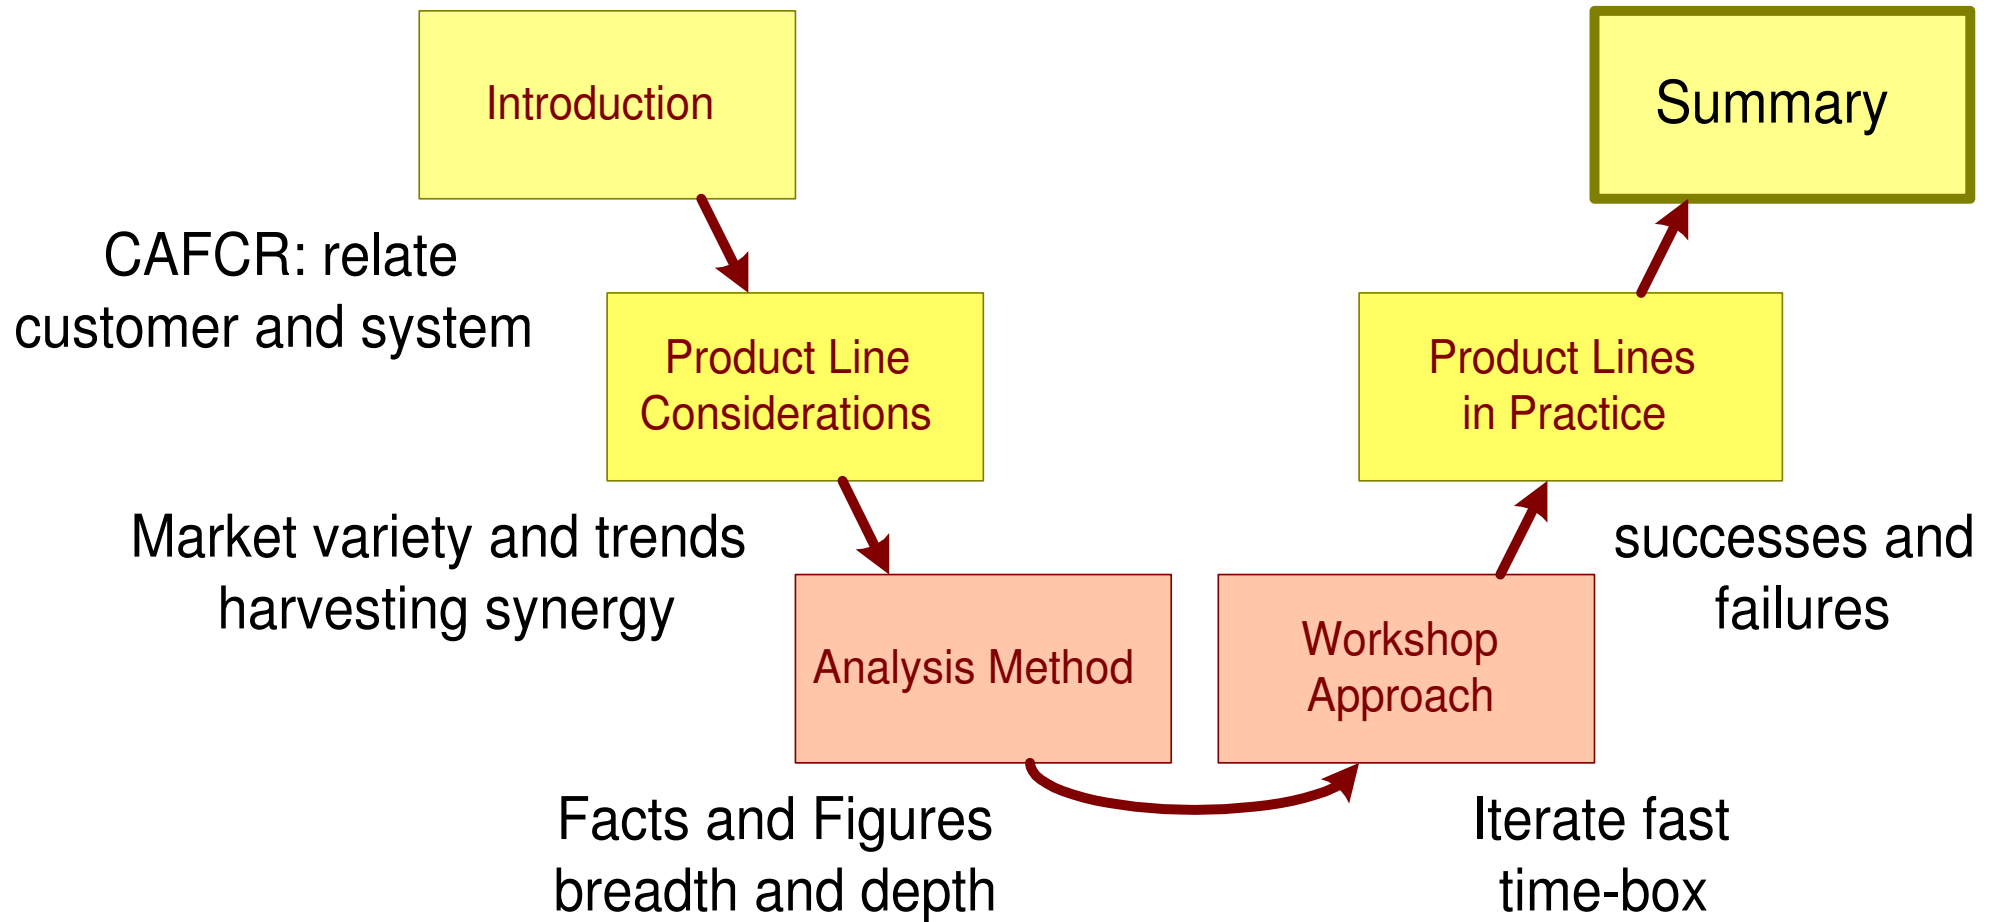 Introduction
CAFCR: relate
customer and system
Product Line
Considerations
Market variety and trends
harvesting synergy
Analysis Method
Facts and Figures
breadth and depth
Workshop
Approach
Iterate fast
time-box
Product Lines
in Practice
successes and
failures
Summary